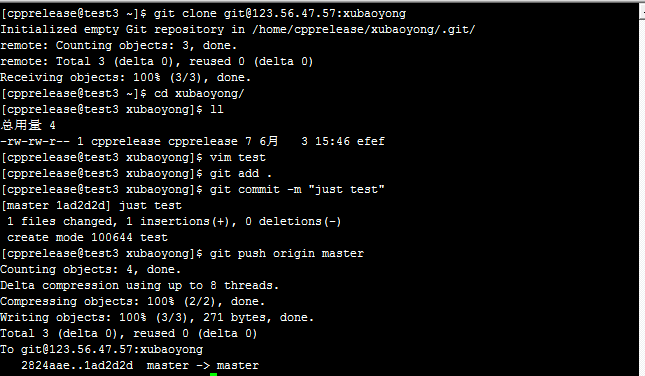 [cpprelease@test3 ~]$ git clone git@123.56.47.57:xubaoyong
Initialized empty Git repository in /home/cpprelease/xubaoyong/.git/
remote: Counting objects: 3, done.
remote: Total 3 (delta 0), reused 0 (delta 0)
Receiving objects: 100% (3/3), done.
[cpprelease@test3 ~]$ cd xubaoyong/
[cpprelease@test3 xubaoyong]$ ll
总用量 4
-rw-rw-r-- 1 cpprelease cpprelease 7 6月   3 15:46 efef
[cpprelease@test3 xubaoyong]$ vim test
[cpprelease@test3 xubaoyong]$ git add .
[cpprelease@test3 xubaoyong]$ git commit -m "just test"
[master 1ad2d2d] just test
 1 files changed, 1 insertions(+), 0 deletions(-)
 create mode 100644 test
[cpprelease@test3 xubaoyong]$ git push origin master
Counting objects: 4, done.
Delta compression using up to 8 threads.
Compressing objects: 100% (2/2), done.
Writing objects: 100% (3/3), 271 bytes, done.
Total 3 (delta 0), reused 0 (delta 0)
To git@123.56.47.57:xubaoyong
   2824aae..1ad2d2d  master -> master